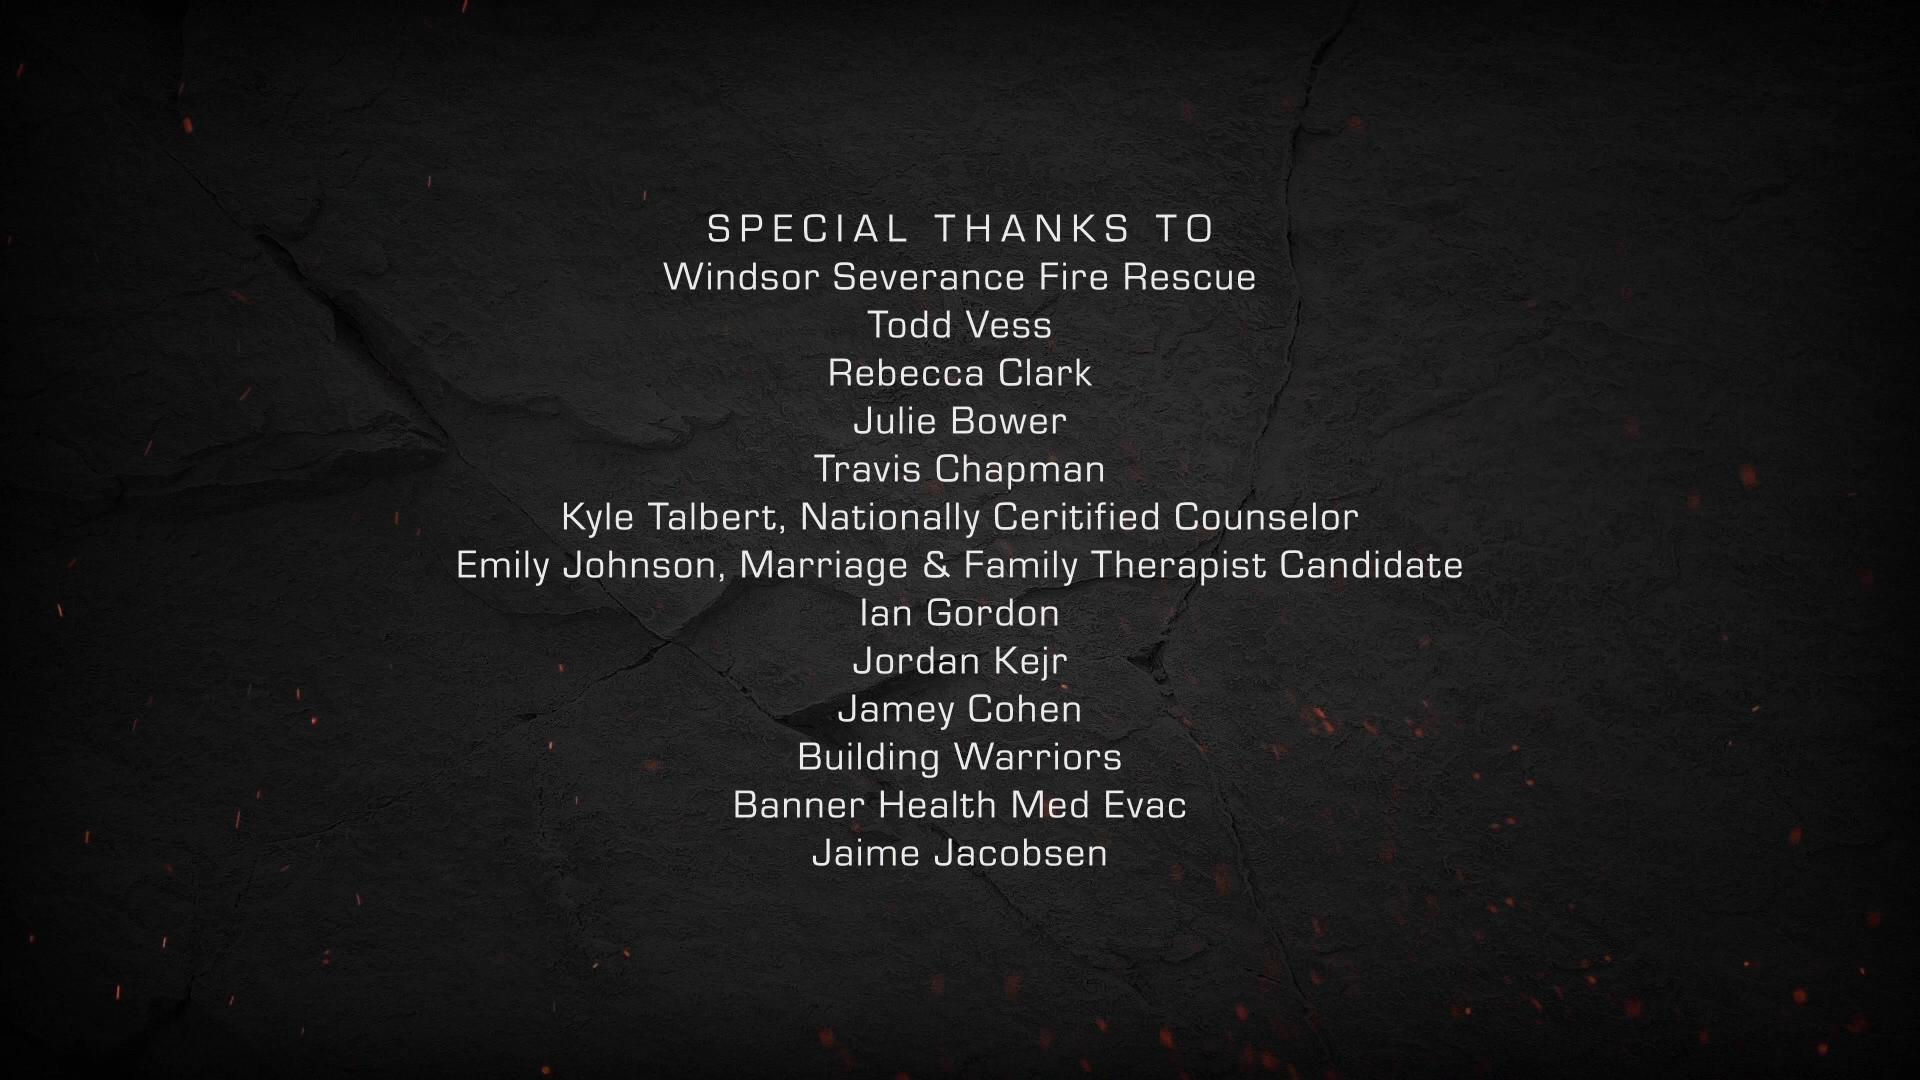 SPECIAL THANKS TO
Windsor Severance Fire Rescue
Todd Vess
Rebecca Clark
Julie Bower
Travis Chapman
Kyle Talbert, Nationally Ceritified Counselor
Emily Johnson, Marriage & Family Therapist Candidate
Ian Gordon
Jordan Kejr
Jamey Cohen
Building Warriors
Banner Health Med Evac
Jaime Jacobsen